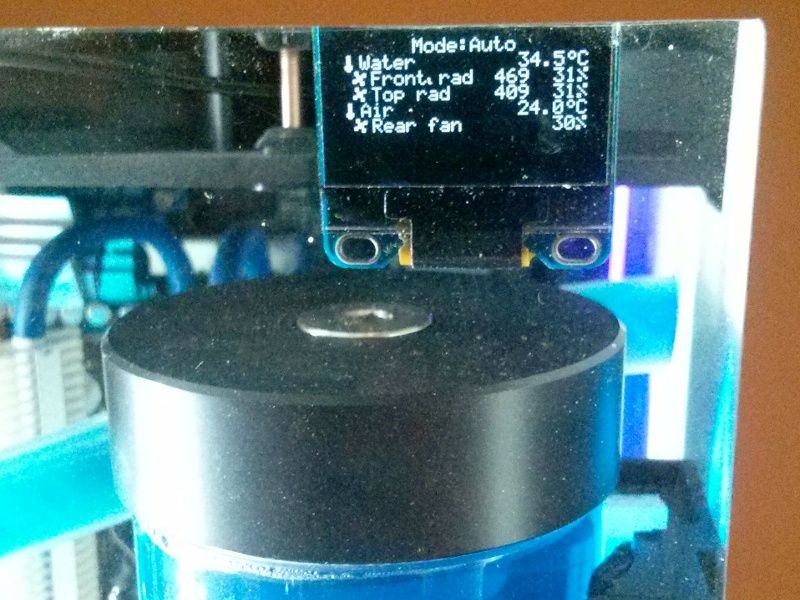 Mode:Auto
Water 34.5°C
Front rad 469 31%
Top rad 409 31%
Air 24.0°C
Rear fan 30%